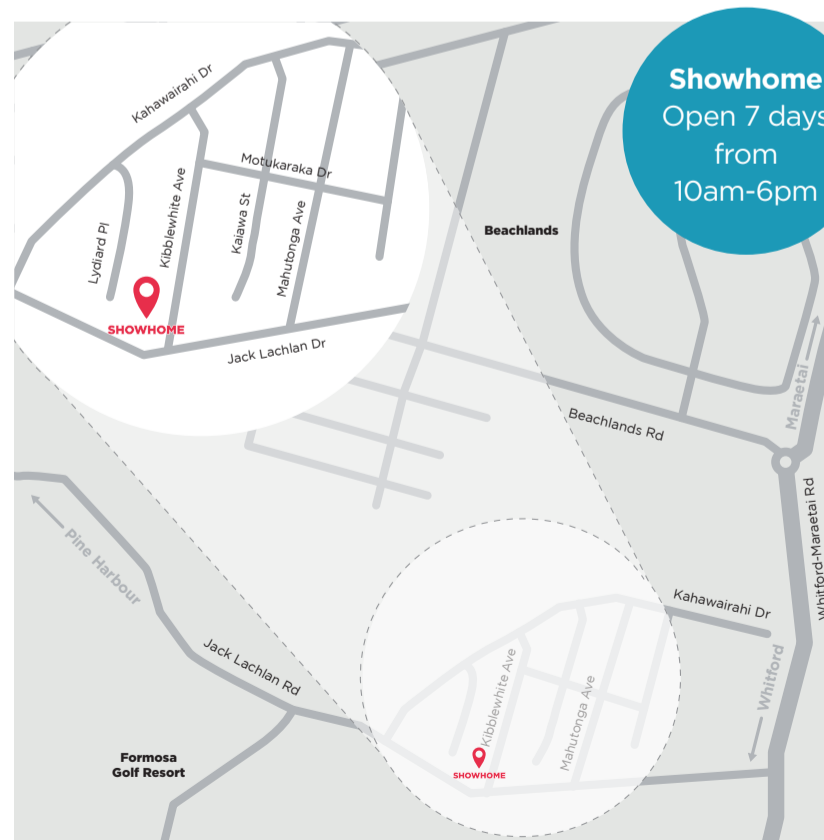 Showhome
Open 7 days
from
10am-6pm
Kahawairahi Dr
Motukaraka Dr
Lydiard Pl
Kibblewhite Ave
Kaiawa St
Mahutonga Ave
SHOWHOME
Jack Lachlan Dr
Beachlands
Beachlands Rd
Maraetai
Whitford-Maraetai Rd
Pine Harbour
Jack Lachlan Rd
Kahawairahi Dr
Kibblewhite Ave
Mahutonga Ave
SHOWHOME
Whitford
Formosa
Golf Resort